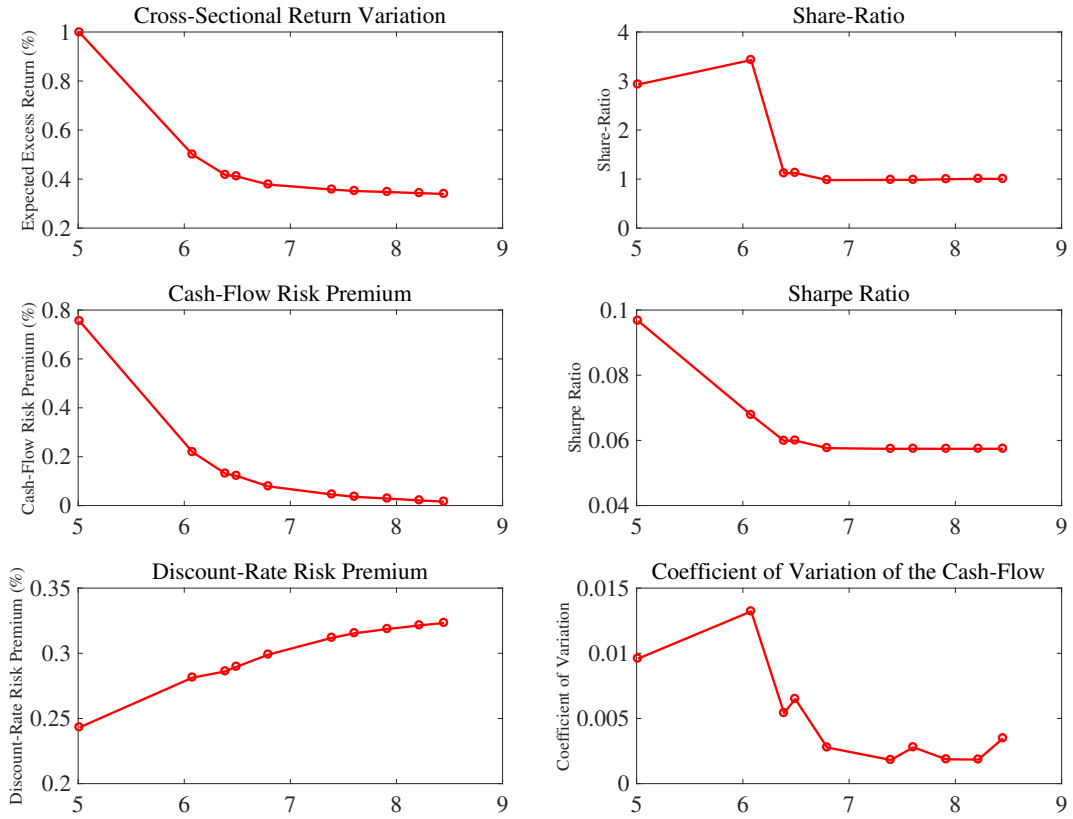 Cross-Sectional Return Variation
Expected Excess Return (%)
1
0.8
0.6
0.4
0.2
5 6 7 8 9
Share-Ratio
Share-Ratio
4
3
2
1
0
5 6 7 8 9
Cash-Flow Risk Premium
Cash-Flow Risk Premium (%)
0.8
0.6
0.4
0.2
0
5 6 7 8 9
Sharpe Ratio
Sharpe Ratio
0.1
0.08
0.06
0.04
5 6 7 8 9
Discount-Rate Risk Premium
Discount-Rate Risk Premium (%)
0.35
0.3
0.25
0.2
5 6 7 8 9
Coefficient of Variation of the Cash-Flow
Coefficient of Variation
0.015
0.01
0.005
0
5 6 7 8 9